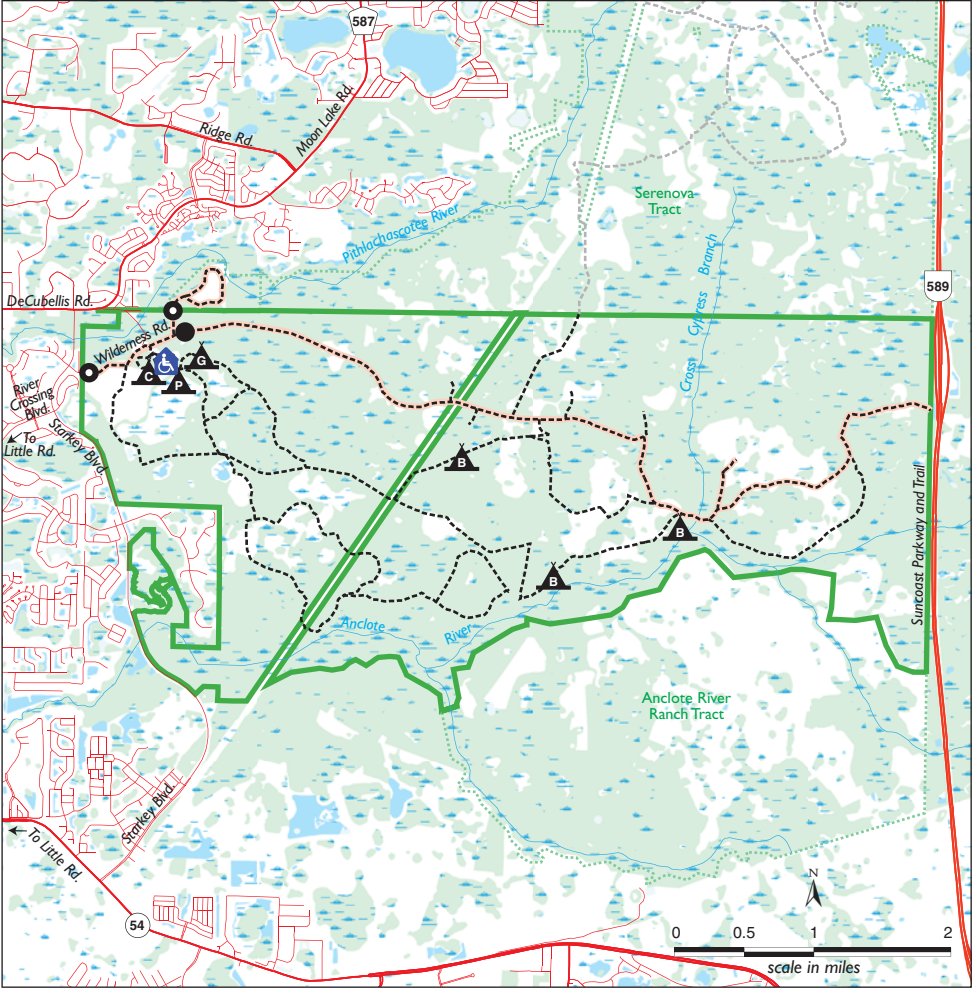 587
Ridge Rd.
Moon Lake Rd.
Serenova
Tract
Pithlachascotee River
Cross Cypress Branch
589
DeCubellis Rd.
Wilderness Rd.
G
C
P
River
Crossing
Blvd.
To
Little Rd.
Starkey Blvd.
B
B
B
Suncoast Parkway and Trail
Anclote River
Anclote River
Ranch Tract
Starkey Blvd.
To Little Rd.
54
N
0 0.5 1 2
scale in miles